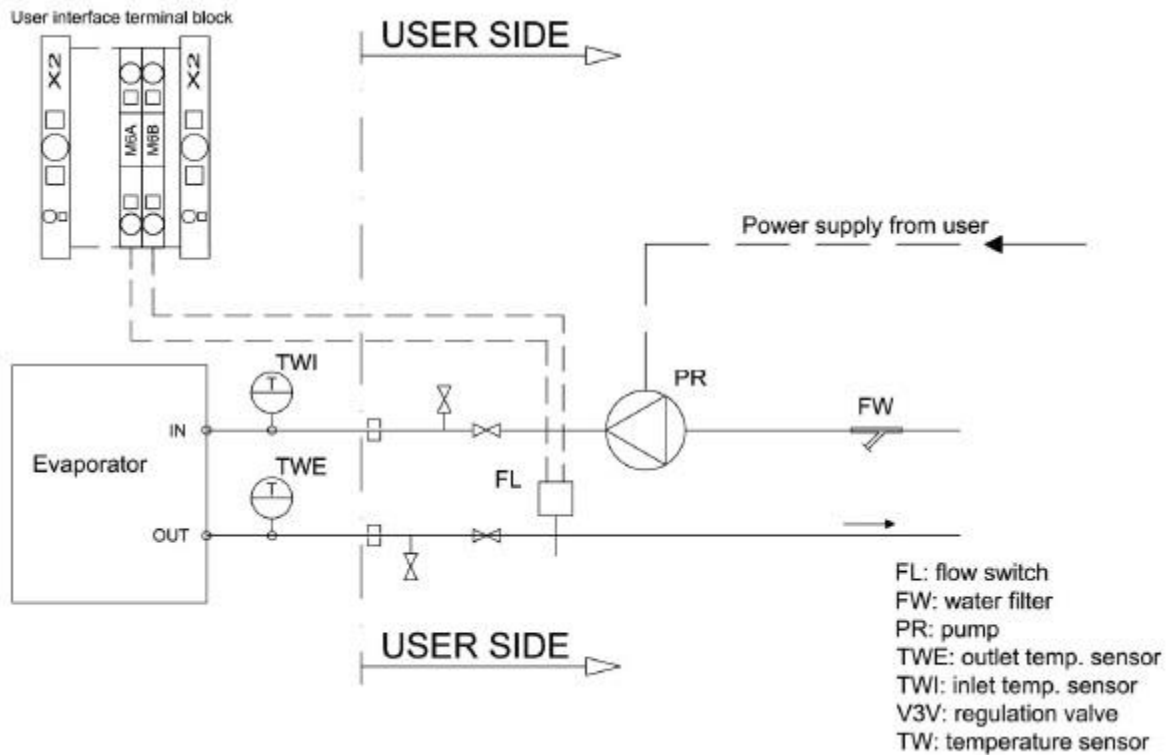 User interface terminal block
USER SIDE
X2
M6A
M6B
X2
Power supply from user
TWI
T
PR
FW
IN
Evaporator
TWE
T
FL
OUT
FL: flow switch
FW: water filter
PR: pump
USER SIDE
TWE: outlet temp. sensor
TWI: inlet temp. sensor
V3V: regulation valve
TW: temperature sensor